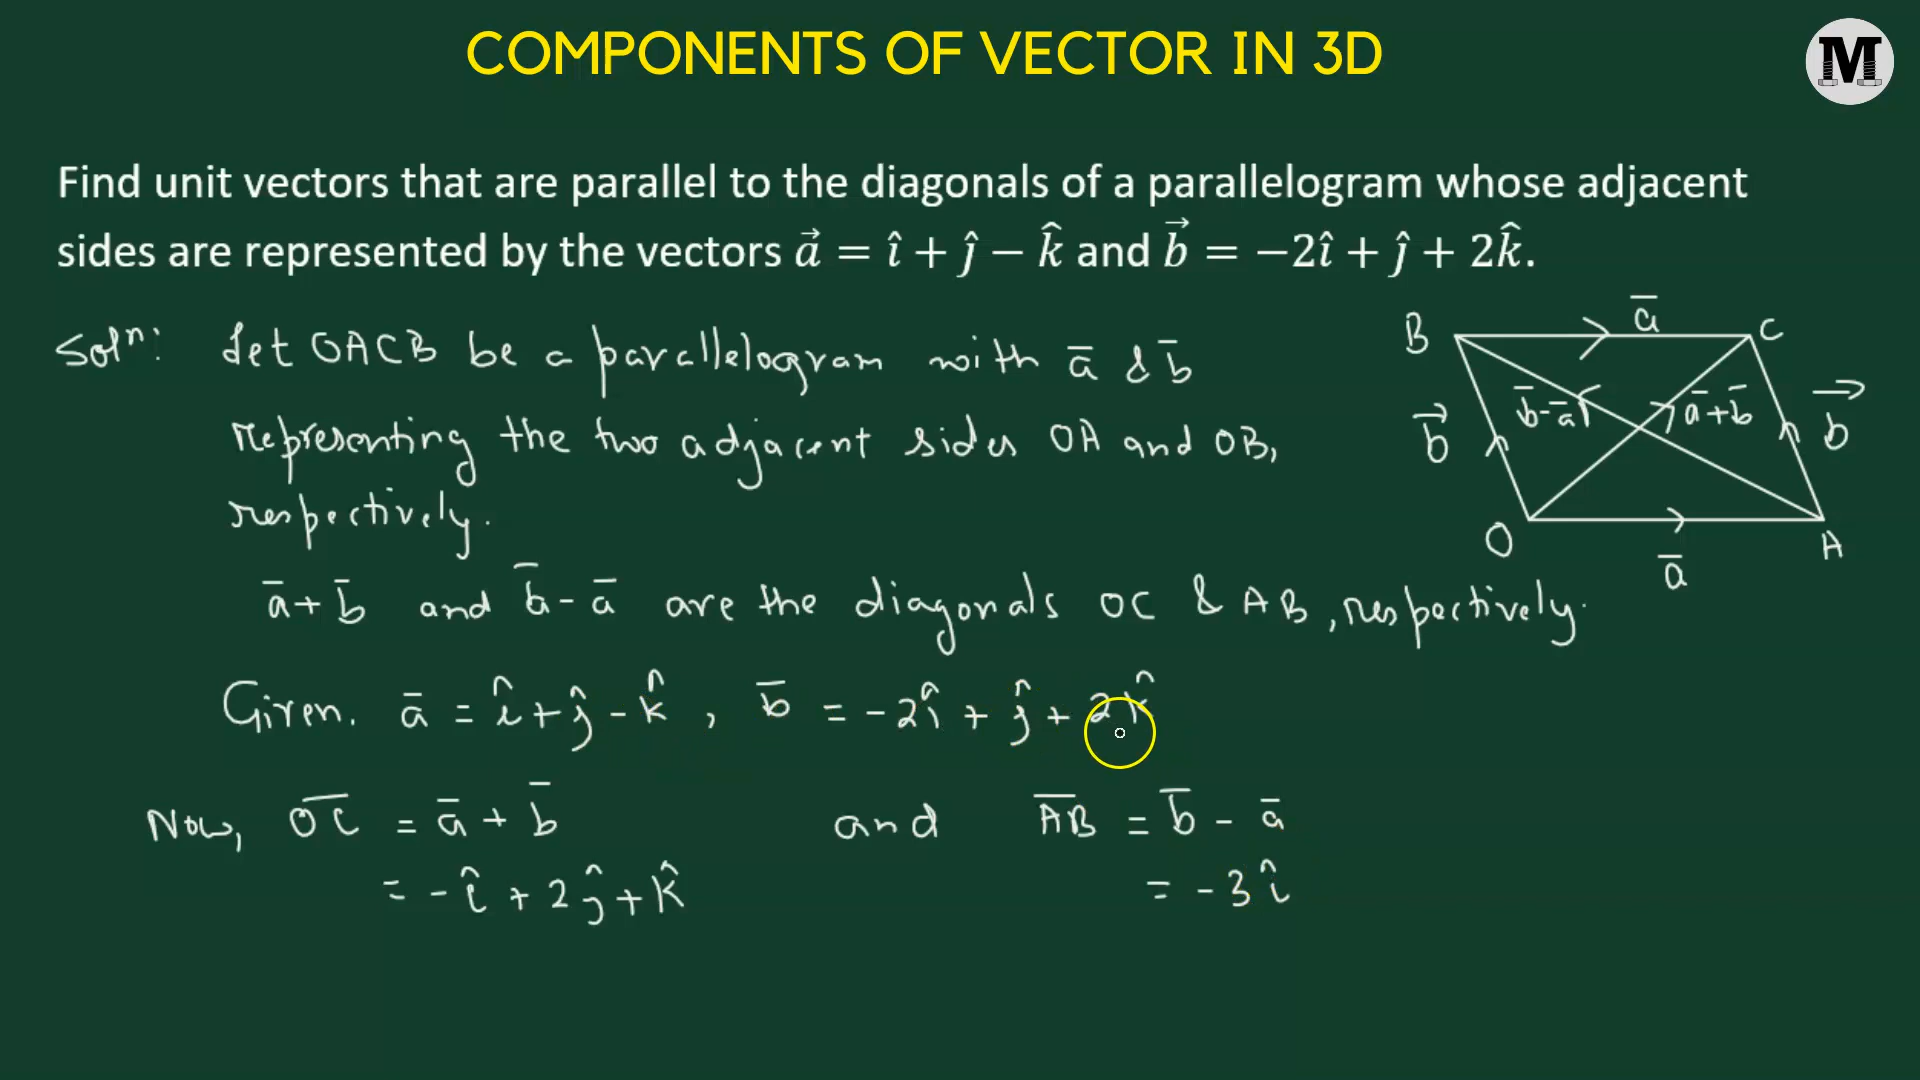 COMPONENTS OF VECTOR IN 3D
M
Find unit vectors that are parallel to the diagonals of a parallelogram whose adjacent
sides are represented by the vectors a⃗ = î + ĵ − k̂ and b⃗ = −2î + ĵ + 2k̂.
Solⁿ: Let OACB be a parallelogram with a̅ & b̅
representing the two adjacent sides OA and OB,
respectively.
B a̅ C
b⃗ b̅-a̅ a̅+b̅ b⃗
O a̅ A
a̅ + b̅ and b̅ - a̅ are the diagonals OC & AB, respectively.
Given. a̅ = î + ĵ - k̂ , b̅ = -2î + ĵ + 2k̂
Now, O̅C̅ = a̅ + b̅ and A̅B̅ = b̅ - a̅
= -î + 2ĵ + k̂ = -3î